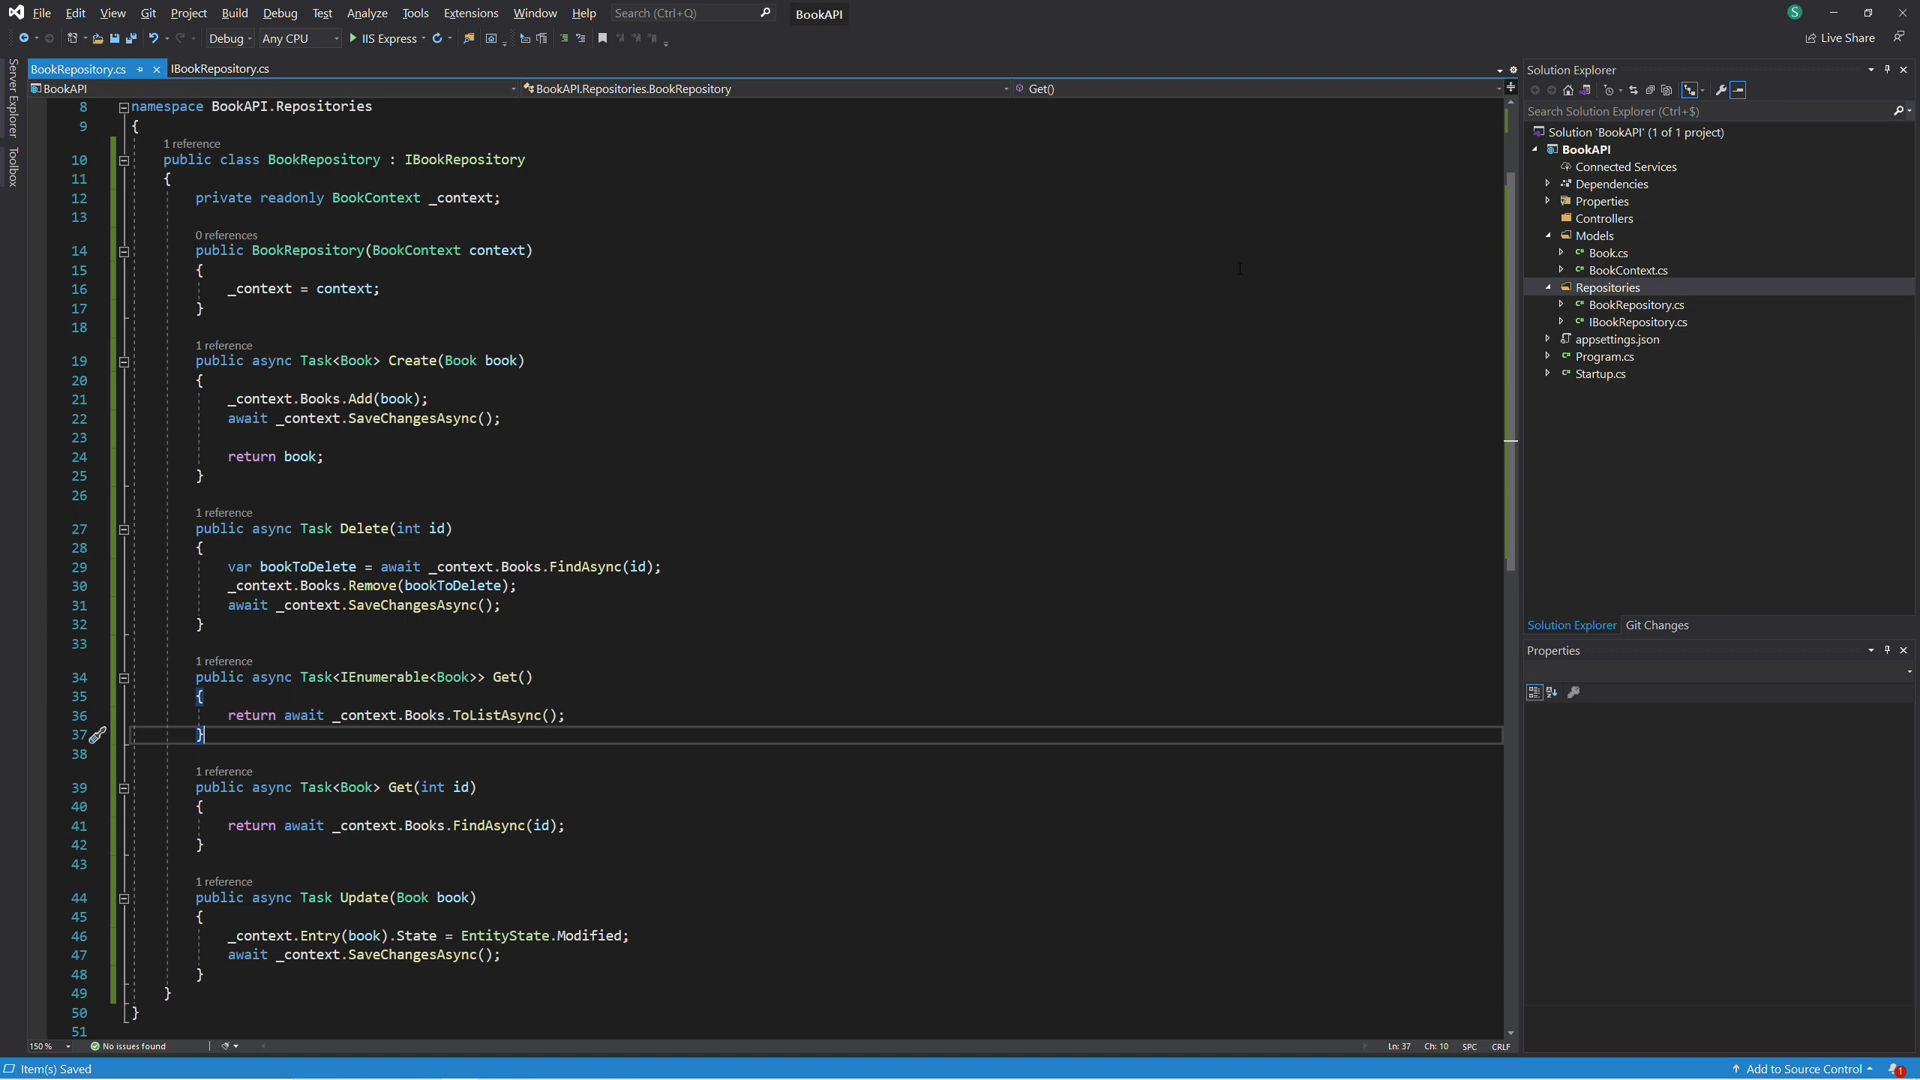 File Edit View Git Project Build Debug Test Analyze Tools Extensions Window Help Search (Ctrl+Q) BookAPI S
Debug Any CPU IIS Express Live Share
BookRepository.cs IBookRepository.cs
BookAPI BookAPI.Repositories.BookRepository Get()
Server Explorer
Toolbox
8 namespace BookAPI.Repositories
9 {
1 reference
10 public class BookRepository : IBookRepository
11 {
12 private readonly BookContext _context;
13
0 references
14 public BookRepository(BookContext context)
15 {
16 _context = context;
17 }
18
1 reference
19 public async Task<Book> Create(Book book)
20 {
21 _context.Books.Add(book);
22 await _context.SaveChangesAsync();
23
24 return book;
25 }
26
1 reference
27 public async Task Delete(int id)
28 {
29 var bookToDelete = await _context.Books.FindAsync(id);
30 _context.Books.Remove(bookToDelete);
31 await _context.SaveChangesAsync();
32 }
33
1 reference
34 public async Task<IEnumerable<Book>> Get()
35 {
36 return await _context.Books.ToListAsync();
37 }
38
1 reference
39 public async Task<Book> Get(int id)
40 {
41 return await _context.Books.FindAsync(id);
42 }
43
1 reference
44 public async Task Update(Book book)
45 {
46 _context.Entry(book).State = EntityState.Modified;
47 await _context.SaveChangesAsync();
48 }
49 }
50 }
51
150 % No issues found Ln: 37 Ch: 10 SPC CRLF
Solution Explorer
Search Solution Explorer (Ctrl+$)
Solution 'BookAPI' (1 of 1 project)
BookAPI
Connected Services
Dependencies
Properties
Controllers
Models
Book.cs
BookContext.cs
Repositories
BookRepository.cs
IBookRepository.cs
appsettings.json
Program.cs
Startup.cs
Solution Explorer Git Changes
Properties
Item(s) Saved Add to Source Control 1